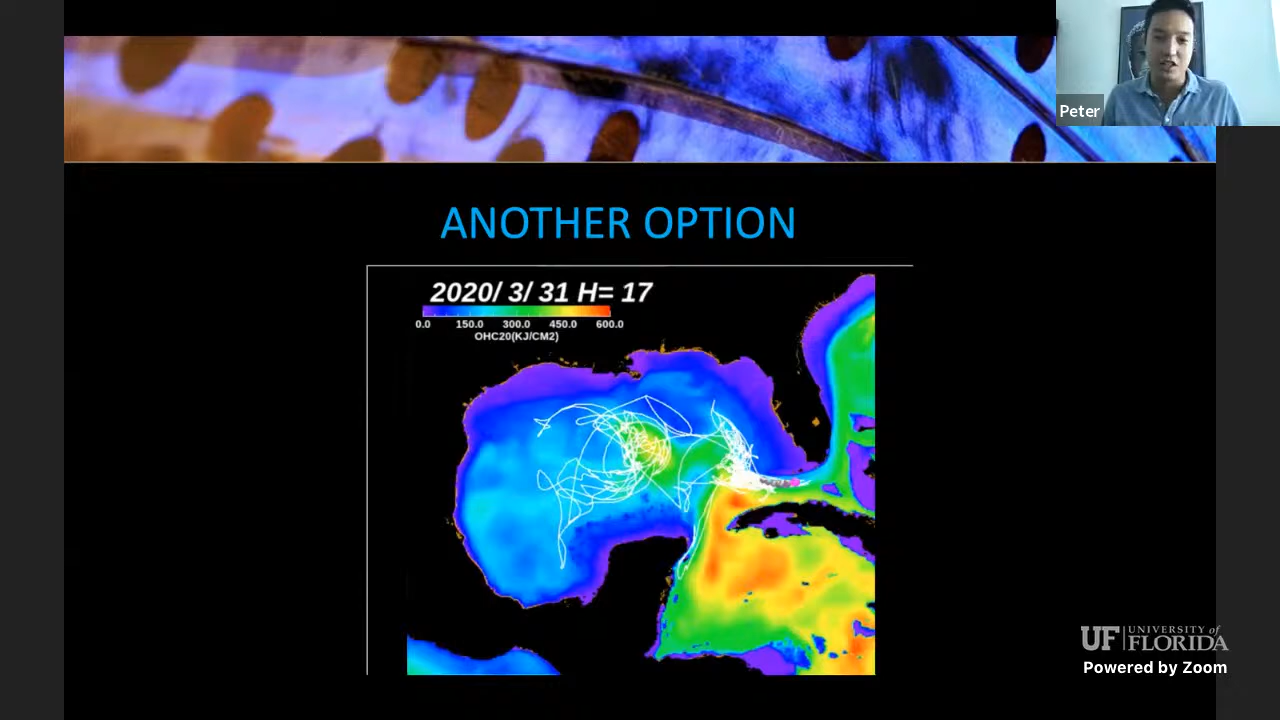 Peter
ANOTHER OPTION
2020/ 3/ 31 H= 17
0.0 150.0 300.0 450.0 600.0
OHC20(KJ/CM2)
UF UNIVERSITY of
FLORIDA
Powered by Zoom